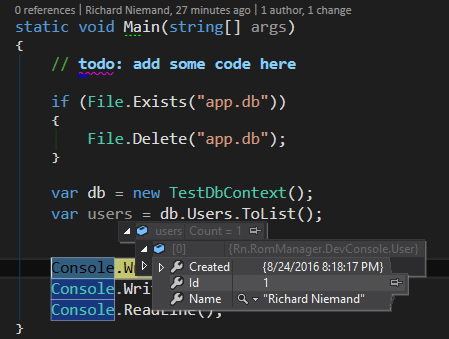 0 references | Richard Niemand, 27 minutes ago | 1 author, 1 change
static void Main(string[] args)
{
// todo: add some code here
if (File.Exists("app.db"))
{
File.Delete("app.db");
}
var db = new TestDbContext();
var users = db.Users.ToList();
users Count = 1
[0] {Rn.RomManager.DevConsole.User}
Console.W
Created {8/24/2016 8:18:17 PM}
Console.Wri
Id 1
Console.ReadLine();
Name "Richard Niemand"
}